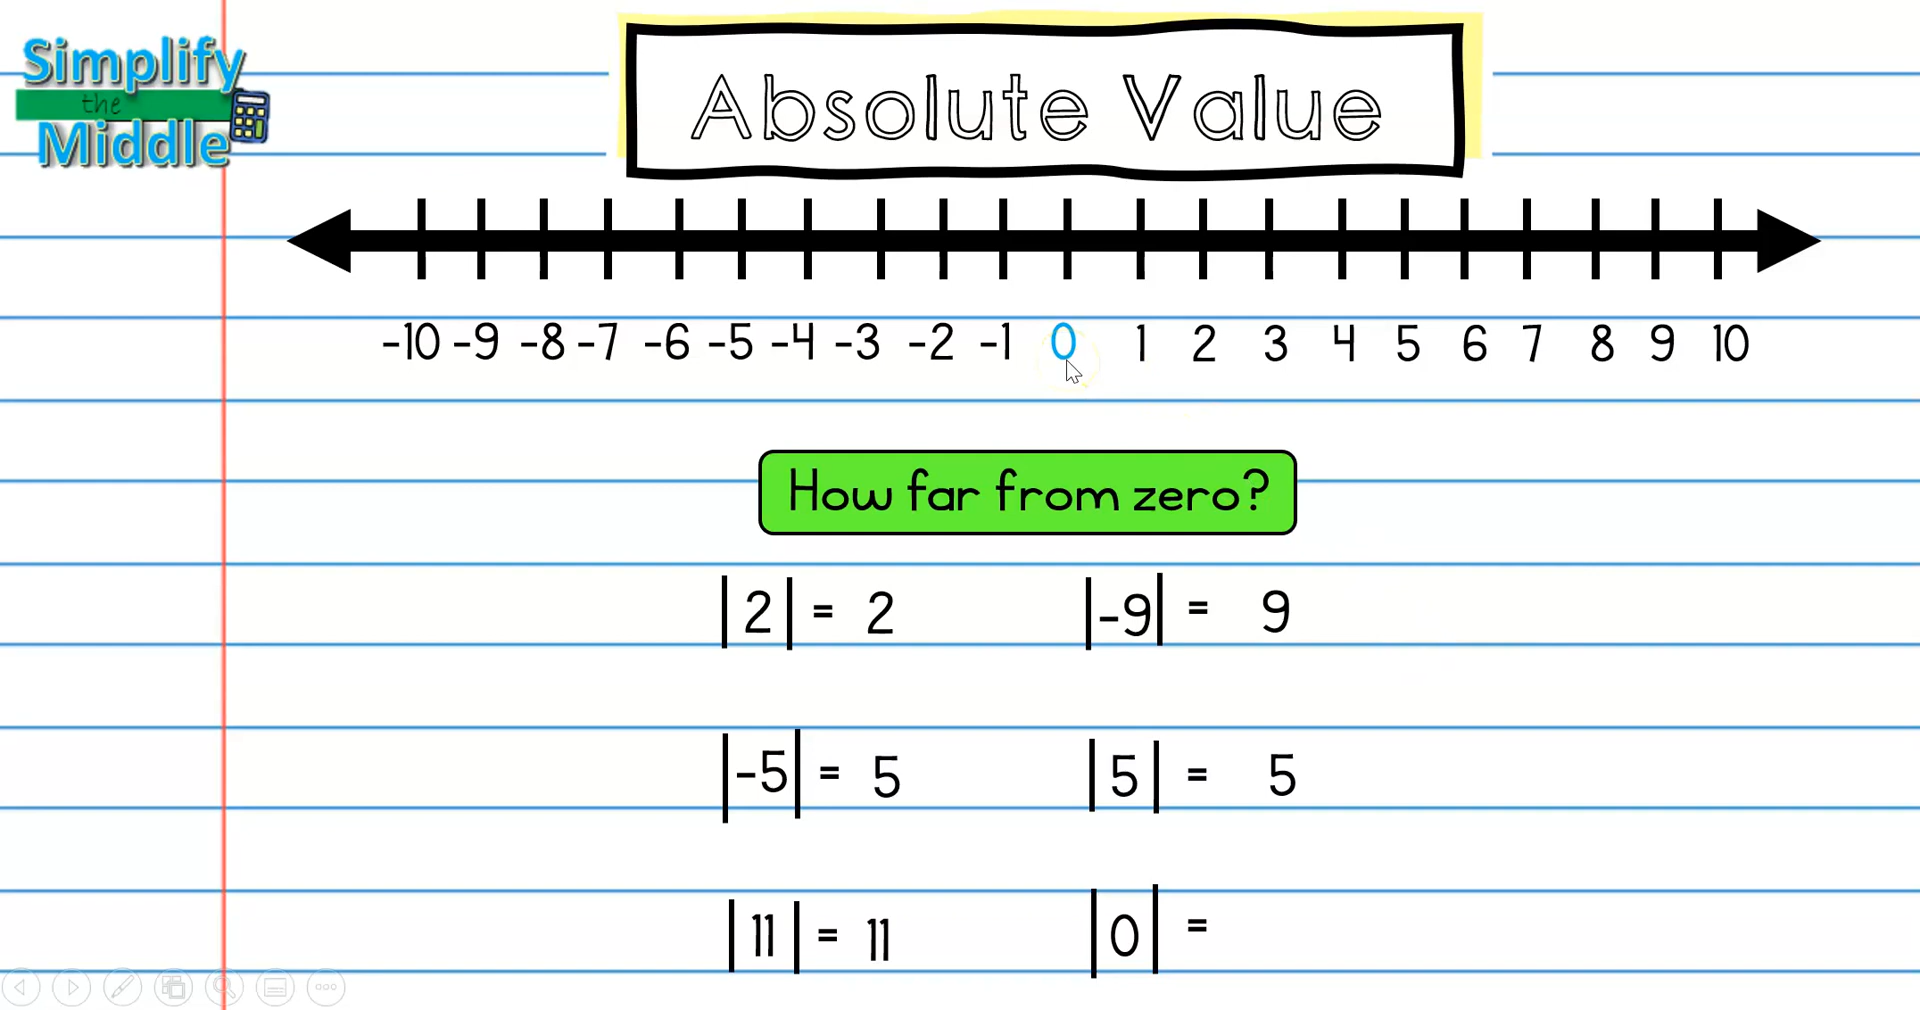 Simplify
the
Middle
Absolute Value
-10 -9 -8 -7 -6 -5 -4 -3 -2 -1 0 1 2 3 4 5 6 7 8 9 10
How far from zero?
|2| = 2 |-9| = 9
|-5| = 5 |5| = 5
|11| = 11 |0| =